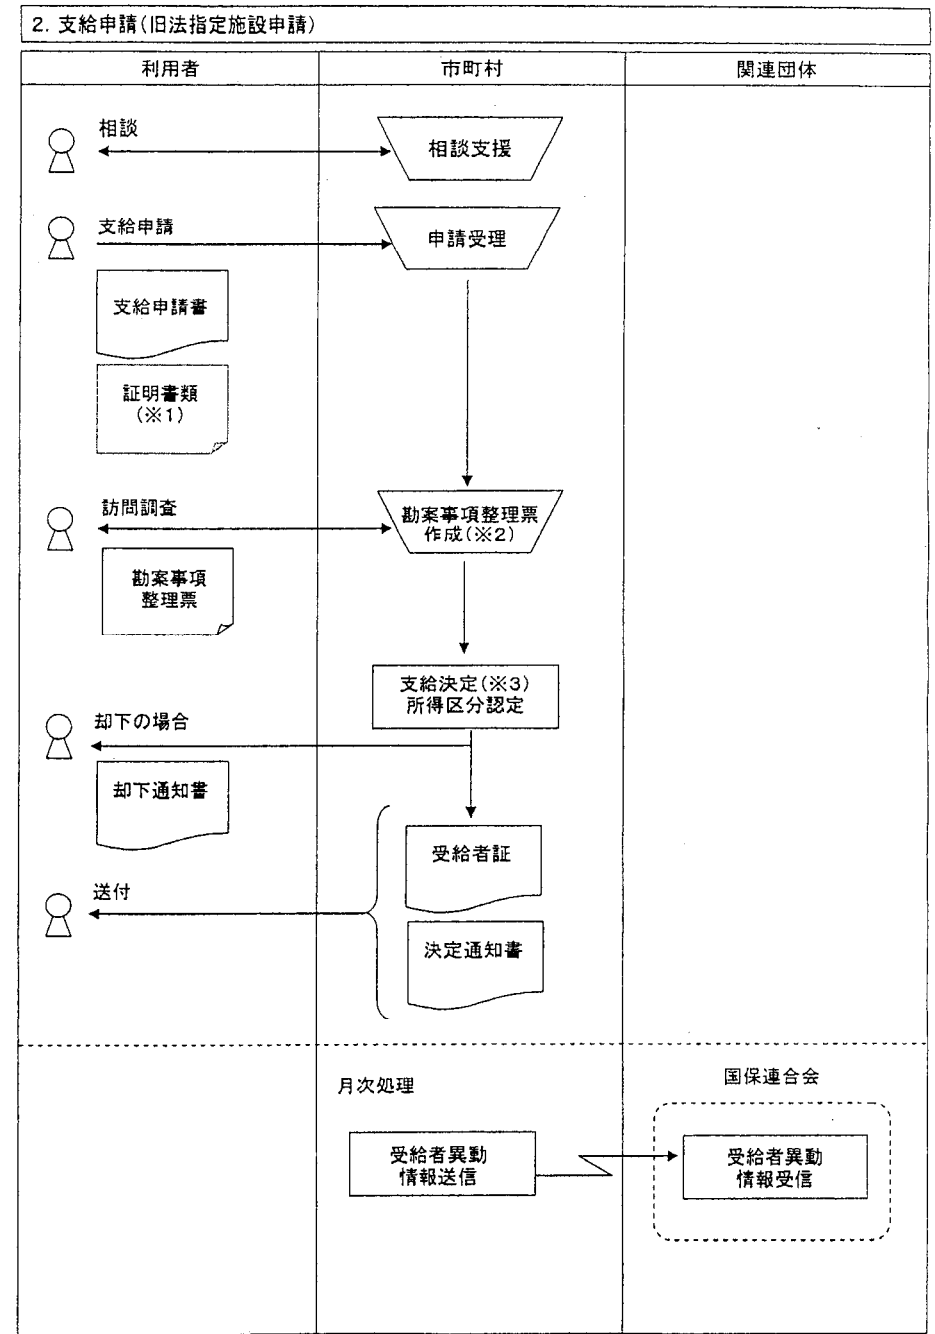 2. 支給申請(旧法指定施設申請)
利用者
市町村
関連団体
相談
相談支援
支給申請
申請受理
支給申請書
証明書類
(※1)
訪問調査
勘案事項整理票
作成(※2)
勘案事項
整理票
支給決定(※3)
所得区分認定
却下の場合
却下通知書
受給者証
送付
決定通知書
月次処理
国保連合会
受給者異動
情報送信
受給者異動
情報受信